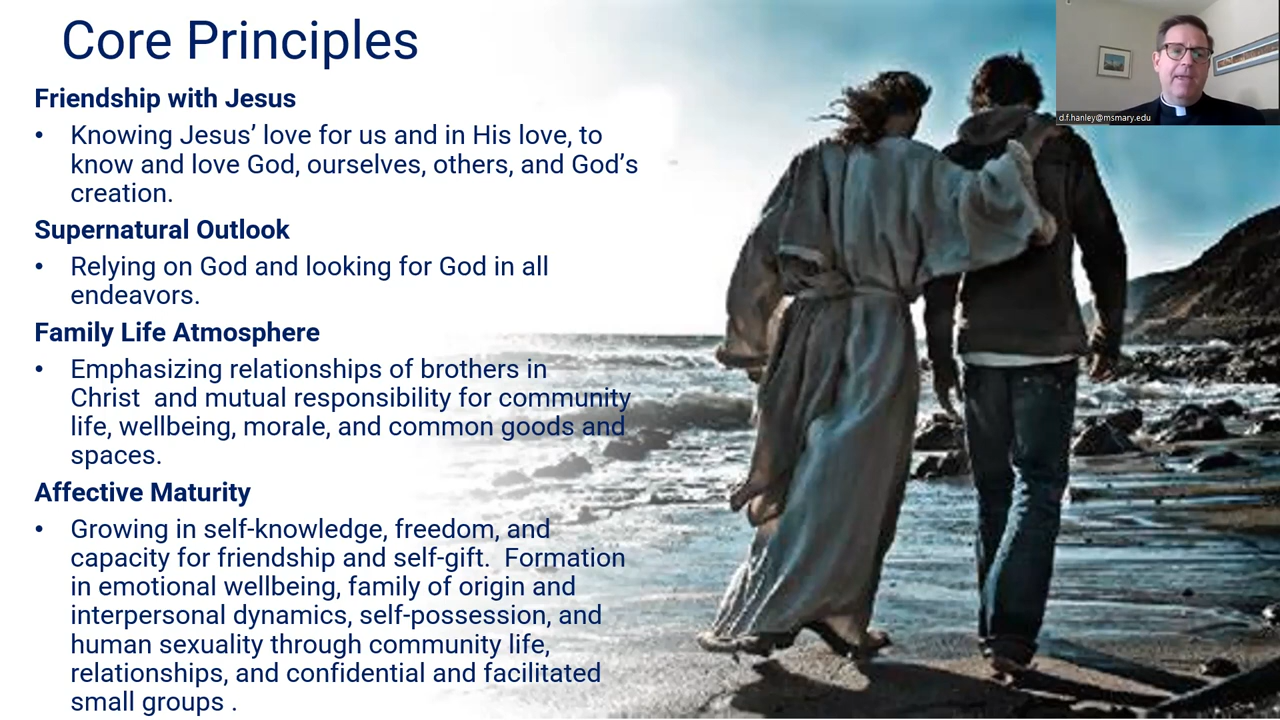 Core Principles
d.f.hanley@msmary.edu
Friendship with Jesus
• Knowing Jesus’ love for us and in His love, to
know and love God, ourselves, others, and God’s
creation.
Supernatural Outlook
• Relying on God and looking for God in all
endeavors.
Family Life Atmosphere
• Emphasizing relationships of brothers in
Christ  and mutual responsibility for community
life, wellbeing, morale, and common goods and
spaces.
Affective Maturity
• Growing in self-knowledge, freedom, and
capacity for friendship and self-gift.  Formation
in emotional wellbeing, family of origin and
interpersonal dynamics, self-possession, and
human sexuality through community life,
relationships, and confidential and facilitated
small groups .